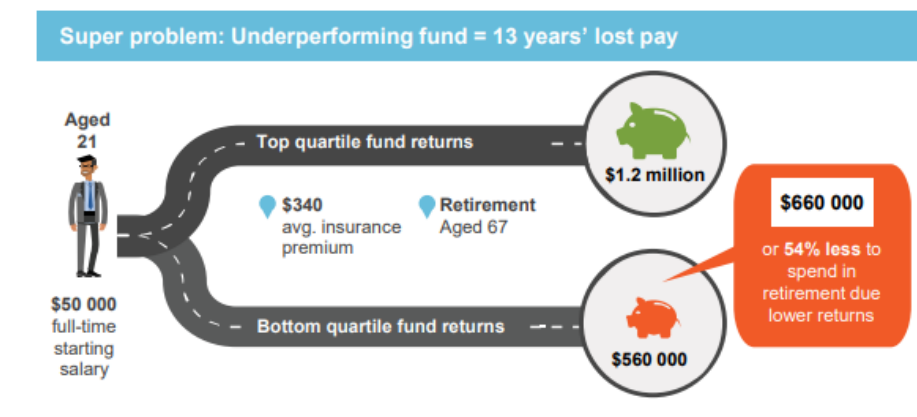 Super problem: Underperforming fund = 13 years' lost pay
Aged
21
$50 000
full-time
starting
salary
Top quartile fund returns
$340
avg. insurance
premium
Retirement
Aged 67
Bottom quartile fund returns
$1.2 million
$560 000
$660 000
or 54% less to
spend in
retirement due
lower returns